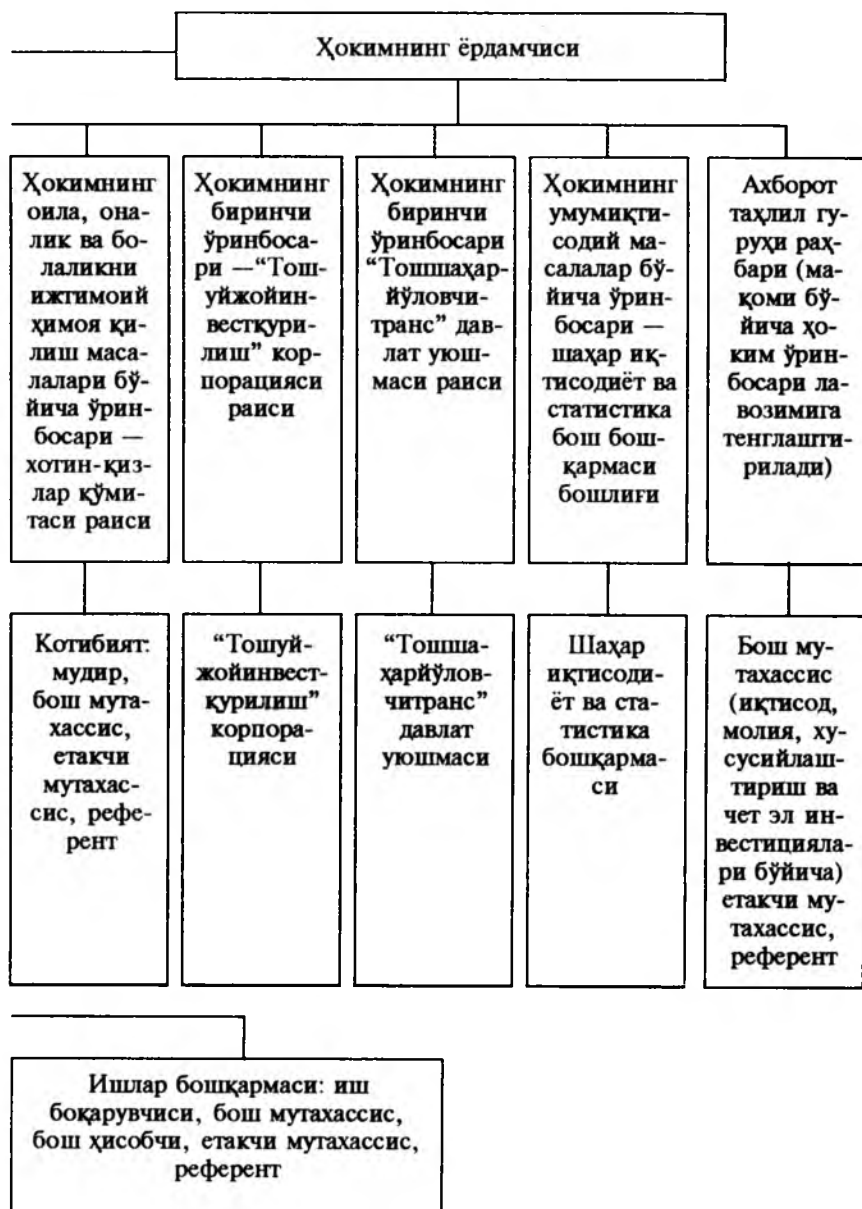 Ҳокимнинг ёрдамчиси
Ҳокимнинг
оила, она-
лик ва бо-
лаликни
ижтимоий
ҳимоя қи-
лиш маса-
лалари бў-
йича ўрин-
босари —
хотин-қиз-
лар қўми-
таси раиси
Ҳокимнинг
биринчи
ўринбоса-
ри —“Тош-
уйжойин-
вестқури-
лиш” кор-
порацияси
раиси
Ҳокимнинг
биринчи
ўринбосари
“Тошшаҳар-
йўловчи-
транс” дав-
лат уюш-
маси раиси
Ҳокимнинг
умумиқти-
содий ма-
салалар бў-
йича ўрин-
босари —
шаҳар иқ-
тисодиёт ва
статистика
бош бош-
қармаси
бошлиғи
Ахборот
таҳлил гу-
руҳи раҳ-
бари (ма-
қоми бў-
йича ҳо-
ким ўрин-
босари ла-
возимига
тенглашти-
рилади)
Котибият:
мудир,
бош мута-
хассис,
етакчи
мутахас-
сис, рефе-
рент
“Тошуй-
жойинвест-
қурилиш”
корпора-
цияси
“Тошша-
ҳарйўлов-
читранс”
давлат
уюшмаси
Шаҳар
иқтисоди-
ёт ва ста-
тистика
бошқарма-
си
Бош му-
тахассис
(иқтисод,
молия, ху-
сусийлаш-
тириш ва
чет эл ин-
вестициял­а-
ри бўйича)
етакчи му-
тахассис,
референт
Ишлар бошқармаси: иш
боқарувчиси, бош мутахассис,
бош ҳисобчи, етакчи мутахассис,
референт